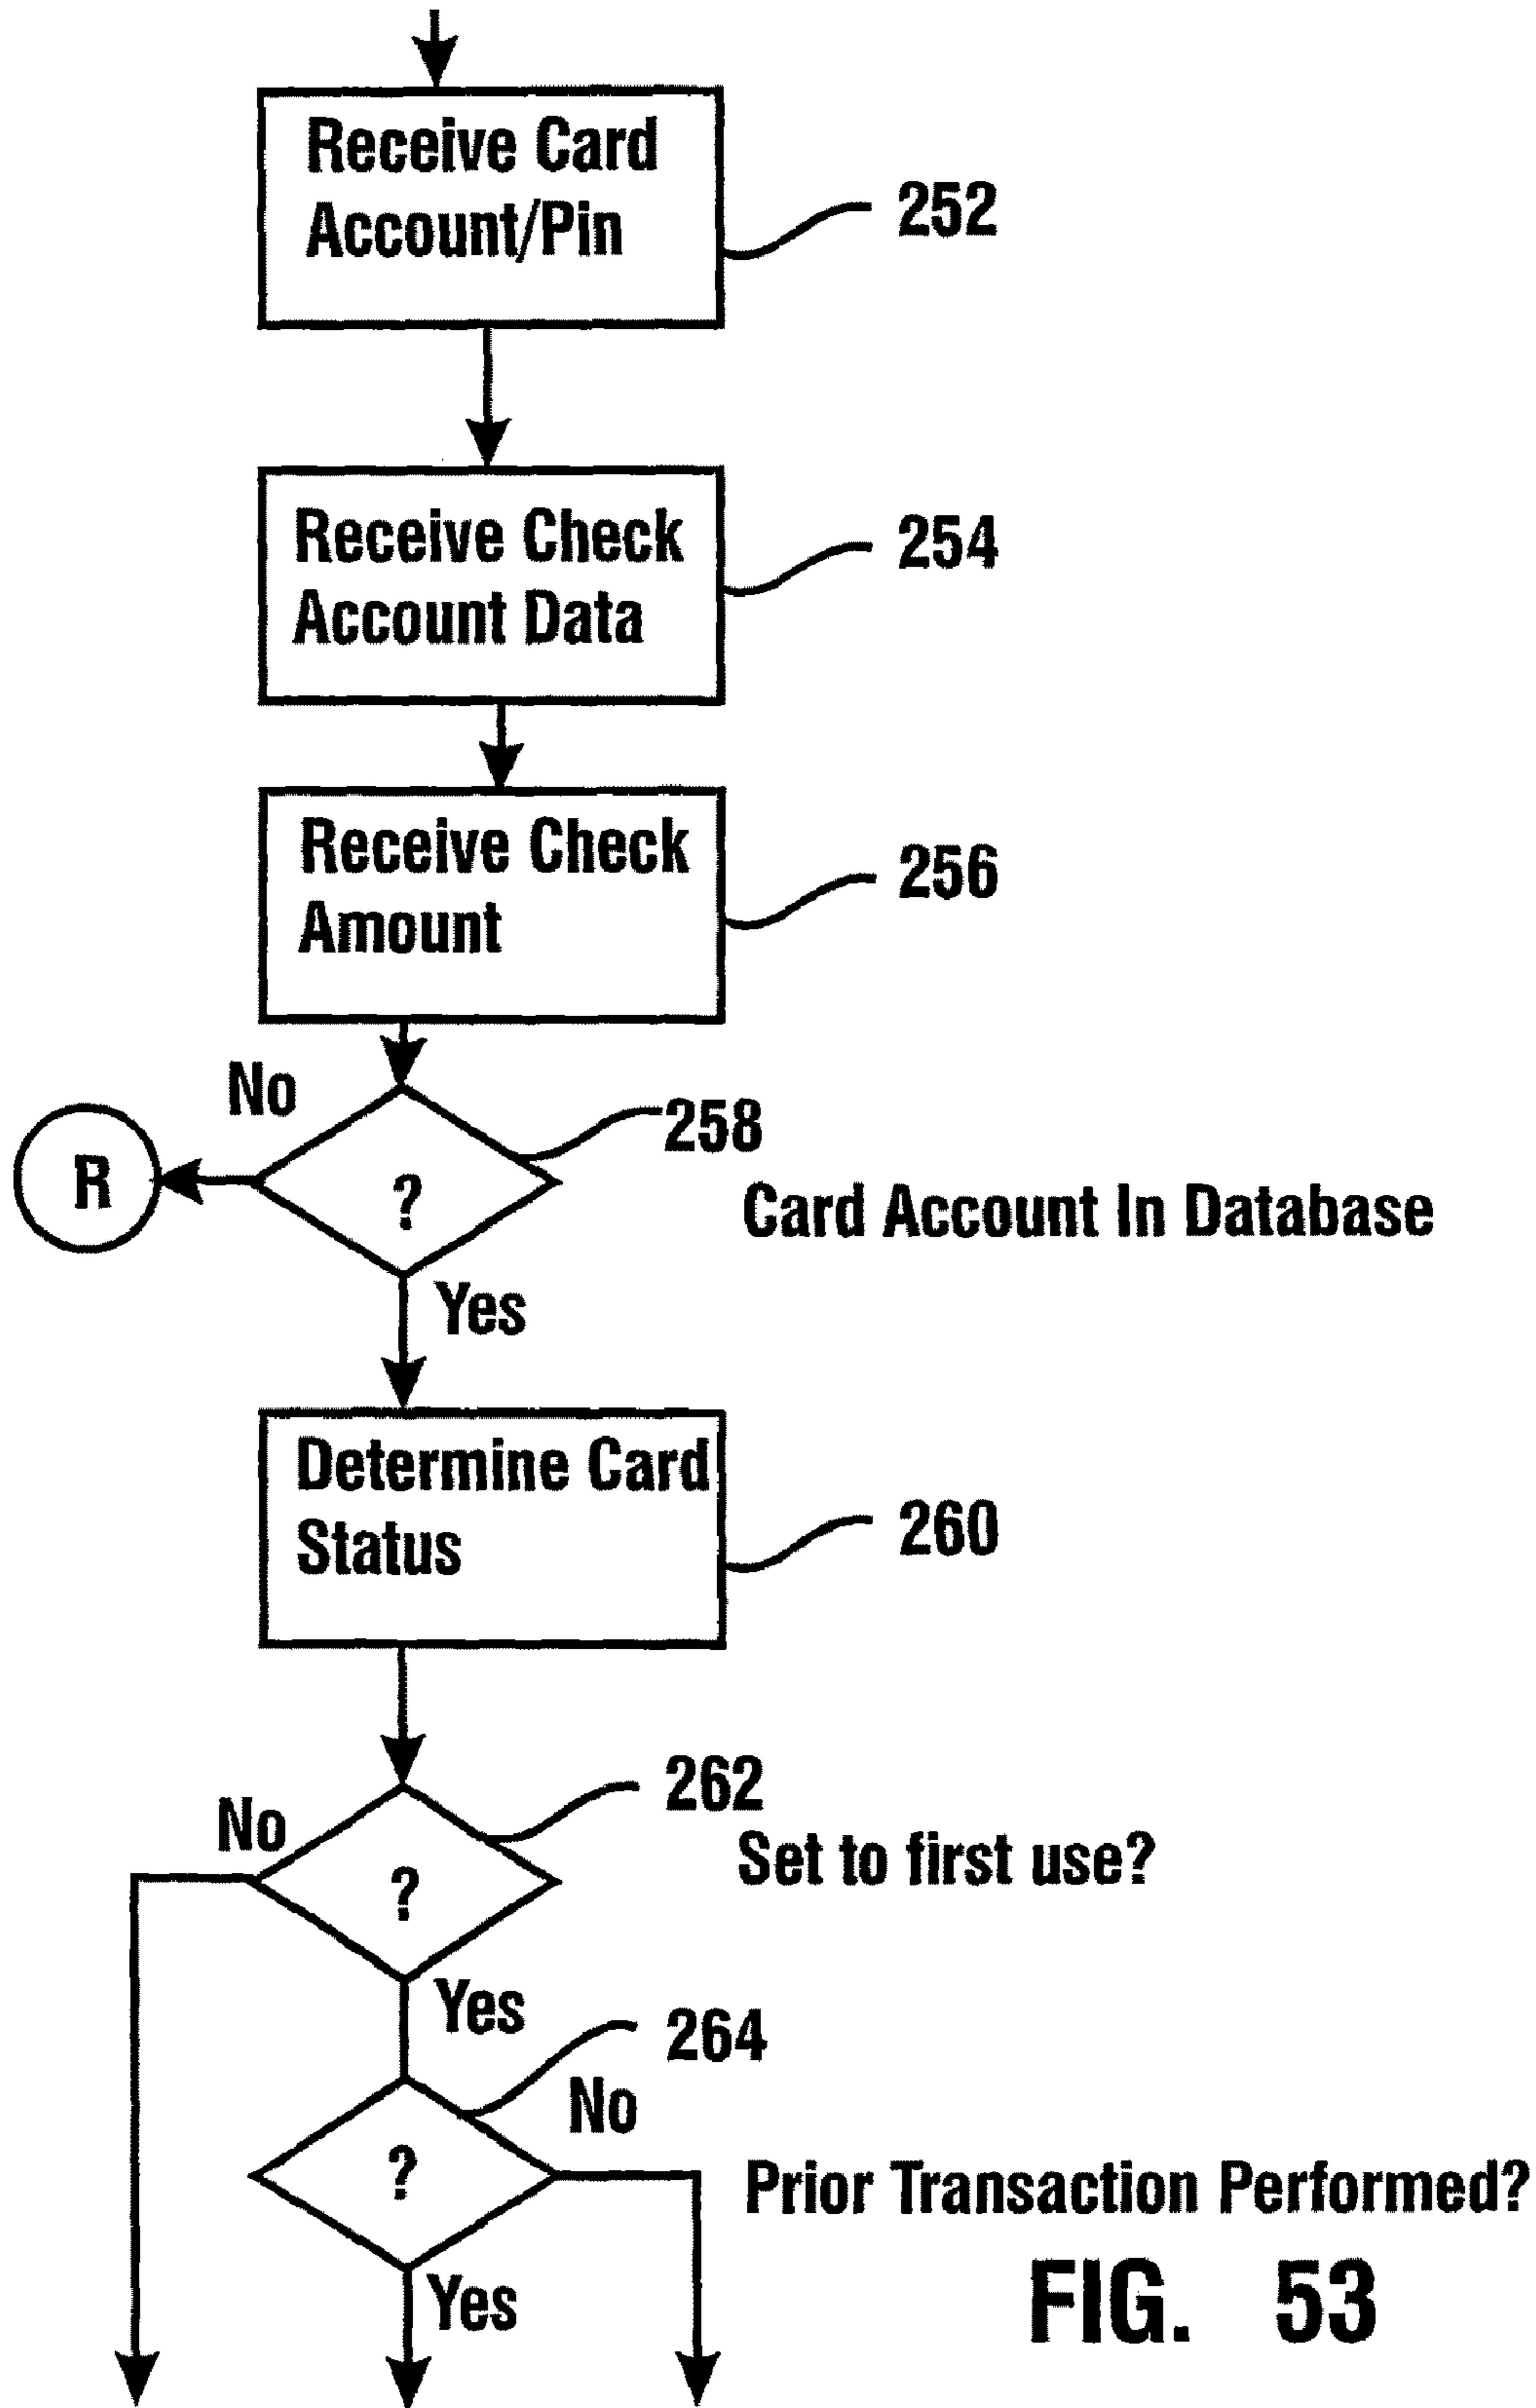 Receive Card
Account/Pin
252
Receive Check
Account Data
254
Receive Check
Amount
256
No
258
R
?
Card Account In Database
Yes
Determine Card
Status
260
262
No
Set to first use?
?
Yes
264
No
?
Prior Transaction Performed?
Yes
FIG. 53